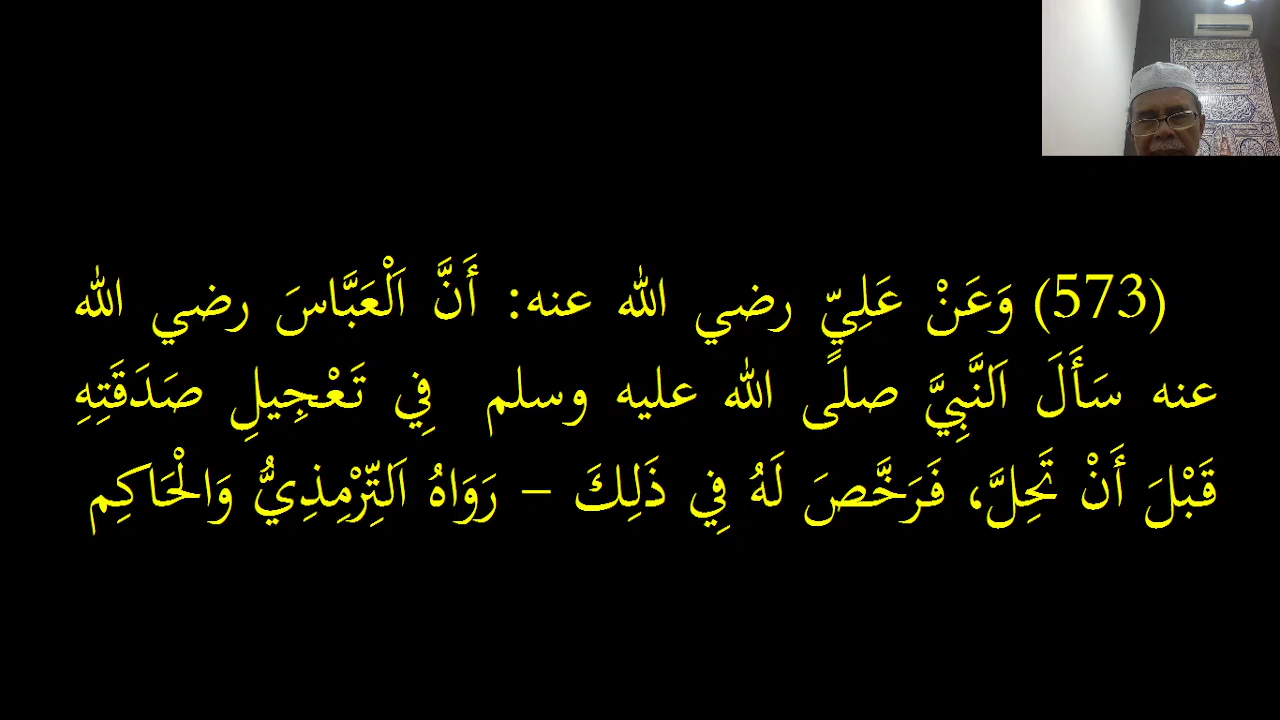 (573) وَعَنْ عَلِيٍّ رضي الله عنه: أَنَّ اَلْعَبَّاسَ رضي الله
عنه سَأَلَ اَلنَّبِيَّ صلى الله عليه وسلم فِي تَعْجِيلِ صَدَقَتِهِ
قَبْلَ أَنْ تَحِلَّ، فَرَخَّصَ لَهُ فِي ذَلِكَ – رَوَاهُ اَلتِّرْمِذِيُّ وَالْحَاكِم